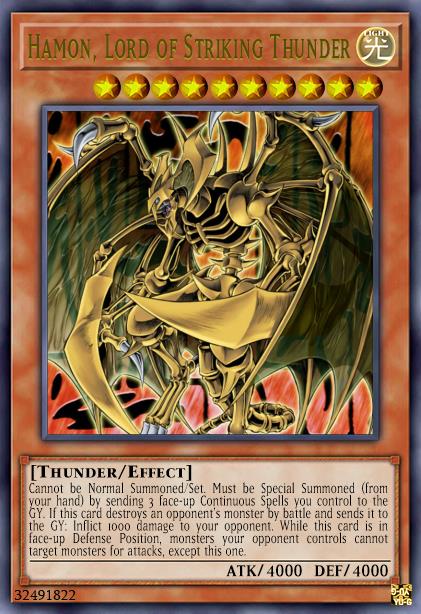 Hamon, Lord of Striking Thunder
LIGHT
光
[Thunder/Effect]
Cannot be Normal Summoned/Set. Must be Special Summoned (from
your hand) by sending 3 face-up Continuous Spells you control to the
GY. If this card destroys an opponent's monster by battle and sends it to
the GY: Inflict 1000 damage to your opponent. While this card is in
face-up Defense Position, monsters your opponent controls cannot
target monsters for attacks, except this one.
ATK/4000 DEF/4000
32491822